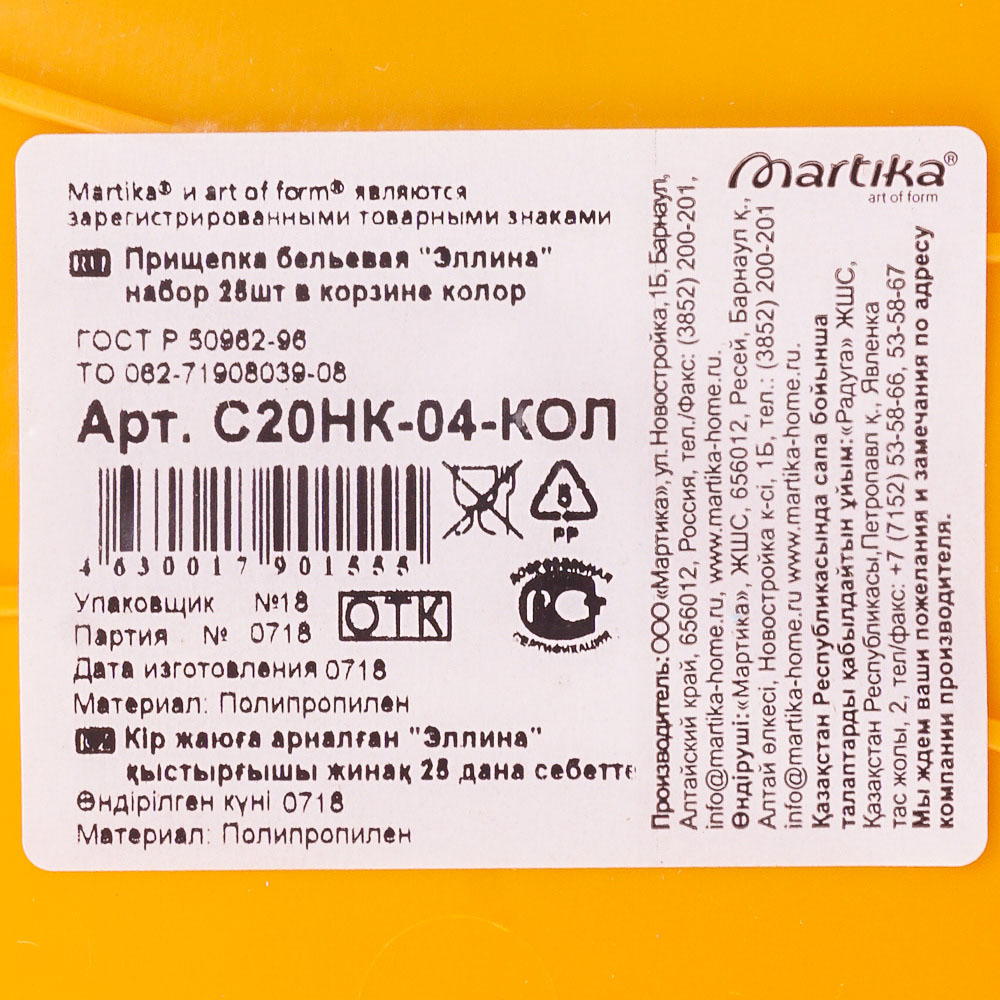 Martika® и art of form® являются
зарегистрированными товарными знаками
Прищепка бельевая "Эллина"
набор 25шт в корзине колор
ГОСТ Р 50962-96
ТО 062-71908039-08
Арт. С20НК-04-КОЛ
4630017901555
5
PP
Упаковщик №18
Партия № 0718
ОТК
ДОБРОВОЛЬНАЯ
СЕРТИФИКАЦИЯ
Дата изготовления 0718
Материал: Полипропилен
KZ Кір жаюға арналған "Эллина"
қыстырғышы жинақ 25 дана себетте
Өндірілген күні 0718
Материал: Полипропилен
Martika®
art of form
Производитель:ООО«Мартика», ул. Новостройка,1Б, Барнаул,
Алтайский край, 656012, Россия, тел./Факс: (3852) 200-201,
info@martika-home.ru, www.martika-home.ru.
Өндіруші:«Мартика», ЖШС, 656012, Ресей, Барнаул қ.,
Алтай өлкесі, Новостройка к-сі, 1Б, тел.: (3852) 200-201
info@martika-home.ru www.martika-home.ru.
Қазақстан Республикасында сапа бойынша
талаптарды қабылдайтын ұйым:«Радуга» ЖШС,
Қазақстан Республикасы,Петропавл қ., Явленка
тас жолы, 2, тел/факс: +7 (7152) 53-58-66, 53-58-67
Мы ждем ваши пожелания и замечания по адресу
компании производителя.